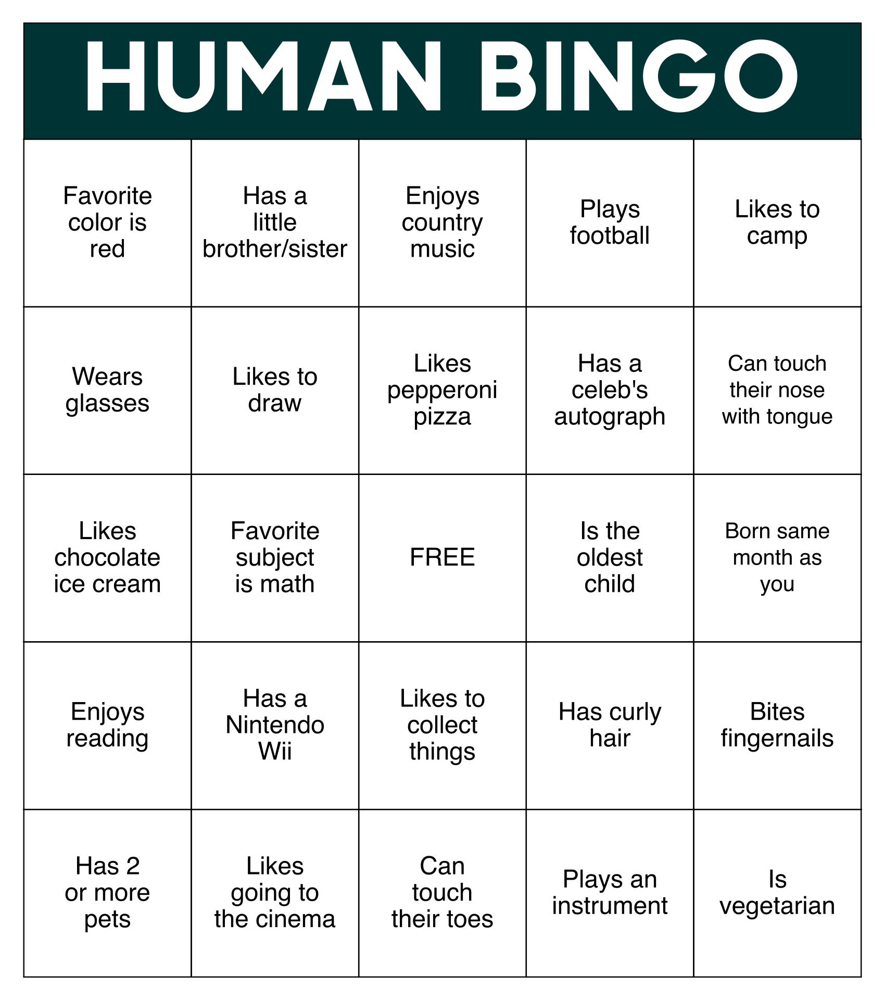 HUMAN BINGO
Favorite
color is
red
Has a
little
brother/sister
Enjoys
country
music
Plays
football
Likes to
camp
Wears
glasses
Likes to
draw
Likes
pepperoni
pizza
Has a
celeb's
autograph
Can touch
their nose
with tongue
Likes
chocolate
ice cream
Favorite
subject
is math
FREE
Is the
oldest
child
Born same
month as
you
Enjoys
reading
Has a
Nintendo
Wii
Likes to
collect
things
Has curly
hair
Bites
fingernails
Has 2
or more
pets
Likes
going to
the cinema
Can
touch
their toes
Plays an
instrument
Is
vegetarian